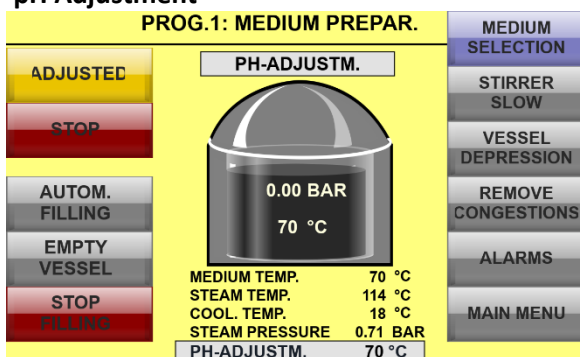 pH Adjustment
PROG.1: MEDIUM PREPAR.
ADJUSTED
STOP
AUTOM.
FILLING
EMPTY
VESSEL
STOP
FILLING
PH-ADJUSTM.
0.00 BAR
70 °C
MEDIUM TEMP. 70 °C
STEAM TEMP. 114 °C
COOL. TEMP. 18 °C
STEAM PRESSURE 0.71 BAR
PH-ADJUSTM. 70 °C
MEDIUM
SELECTION
STIRRER
SLOW
VESSEL
DEPRESSION
REMOVE
CONGESTIONS
ALARMS
MAIN MENU